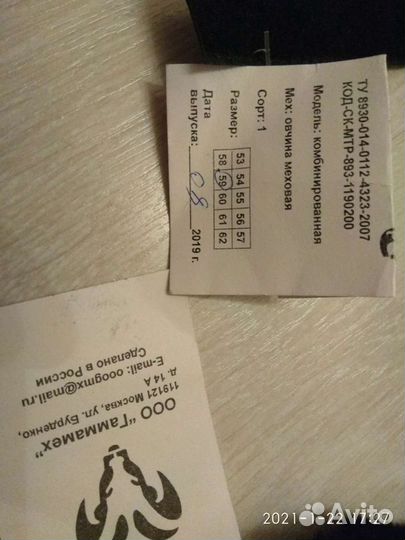 ТУ 8930-014-0112-4323-2007
КОД-СК-МТР-893-1190200
Модель: комбинированная
Мех: овчина меховая
Сорт: 1
Размер:
53 54 55 56 57
58 59 60 61 62
Дата
выпуска: 08 2019 г.
ООО "Гаммамех"
119121 Москва, ул. Бурденко,
д. 14 А
E-mail: ooogmx@mail.ru
Сделано в России
2021-1-22 17:27
Avito